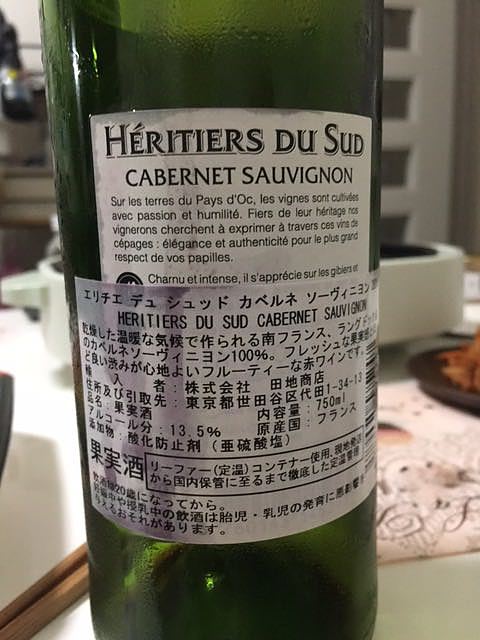 HÉRITIERS DU SUD
CABERNET SAUVIGNON
Sur les terres du Pays d'Oc, les vignes sont cultivées
avec passion et humilité. Fiers de leur héritage nos
vignerons cherchent à exprimer à travers ces vins de
cépages : élégance et authenticité pour le plus grand
respect de vos papilles.
Charnu et intense, il s'apprécie sur les gibiers et
エリチエ デュ シュッド カベルネ ソーヴィニヨン
HERITIERS DU SUD CABERNET SAUVIGNON
乾燥した温暖な気候で作られる南フランス、ラングドック
のカベルネソーヴィニヨン100%。フレッシュな果実感
と良い渋みが心地よいフルーティーな赤ワインです。
輸入者：株式会社 田地商店
住所及び引取先：東京都世田谷区代田1-34-13
品名：果実酒 内容量：750ml
アルコール分：13.5% 原産国：フランス
添加物：酸化防止剤（亜硫酸塩）
果実酒
リーファー(定温)コンテナー使用、現地発送
から国内保管に至るまで徹底した定温管理
飲酒は20歳になってから。
妊娠中や授乳中の飲酒は胎児・乳児の発育に悪影響を
与えるおそれがあります。